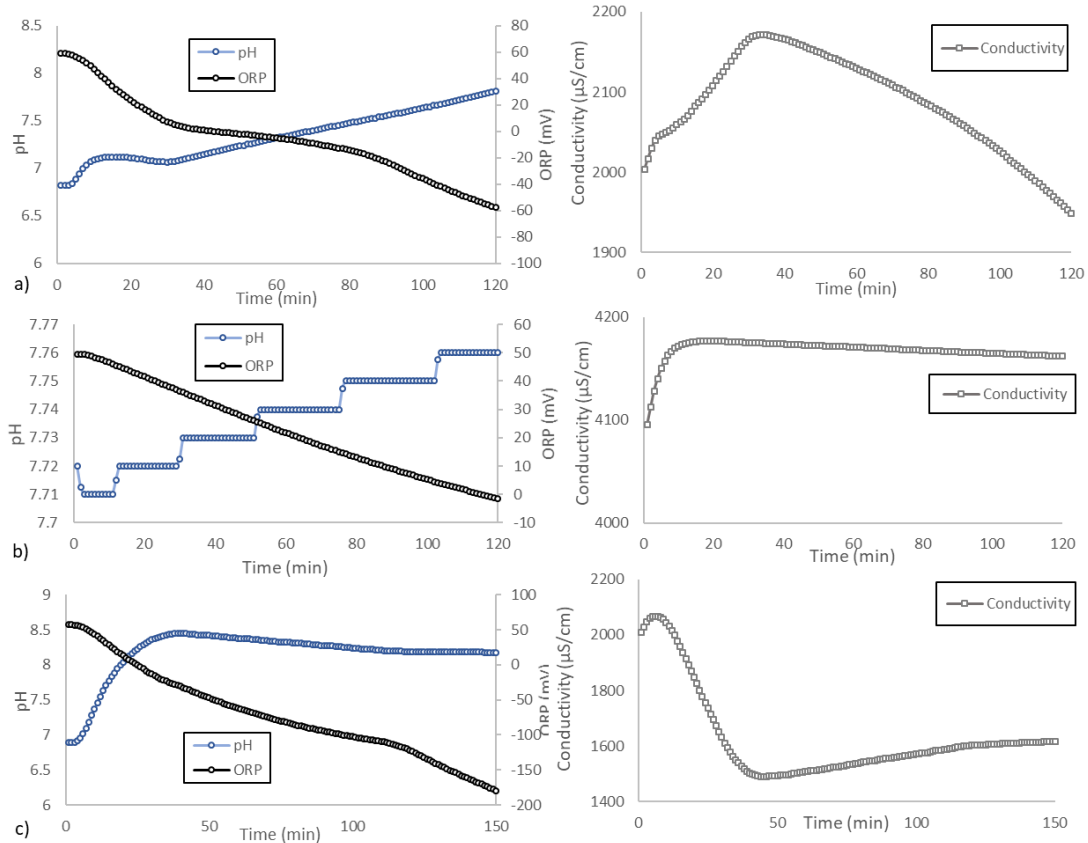 8.5
8
7.5
7
6.5
6
pH
80
60
40
20
0
-20
-40
-60
-80
-100
ORP (mV)
pH
ORP
0 20 40 60 80 100 120
Time (min)
a)
2200
2100
2000
1900
Conductivity (µS/cm)
Conductivity
0 20 40 60 80 100 120
Time (min)
7.77
7.76
7.75
7.74
7.73
7.72
7.71
7.7
pH
60
50
40
30
20
10
0
-10
ORP (mV)
pH
ORP
0 20 40 60 80 100 120
Time (min)
b)
4200
4100
4000
Conductivity (µS/cm)
Conductivity
0 20 40 60 80 100 120
Time (min)
9
8.5
8
7.5
7
6.5
6
pH
100
50
0
-50
-100
-150
-200
ORP (mV)
pH
ORP
0 50 100 150
Time (min)
c)
2200
2000
1800
1600
1400
Conductivity (µS/cm)
Conductivity
0 50 100 150
Time (min)